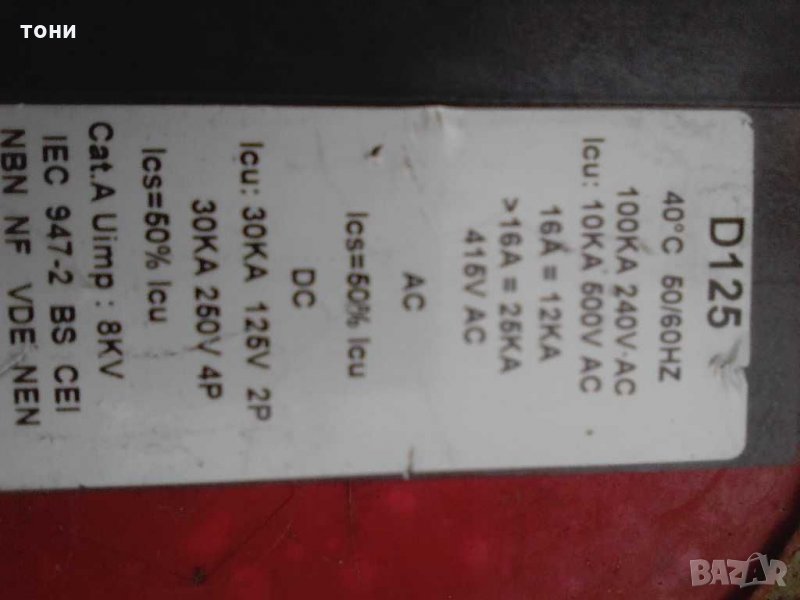 тони
D125
40°C 50/60HZ
100KA 240V-AC
Icu: 10KA 500V AC
16A = 12KA
>16A = 25KA
415V AC
AC
Ics=50% Icu
DC
Icu: 30KA 125V 2P
30KA 250V 4P
Ics=50% Icu
Cat.A Uimp : 8KV
IEC 947-2 BS CEI
NBN NF VDE NEN
BAZAR